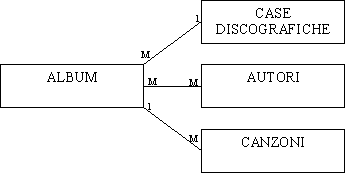 CASE
DISCOGRAFICHE
1
M
ALBUM
M
M
AUTORI
1
M
CANZONI